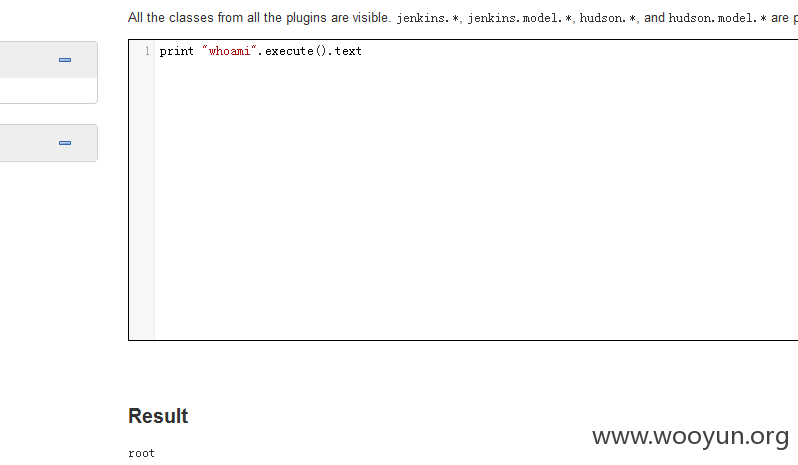 All the classes from all the plugins are visible. jenkins.*, jenkins.model.*, hudson.*, and hudson.model.* are
1 print "whoami".execute().text
Result
www.wooyun.org
root